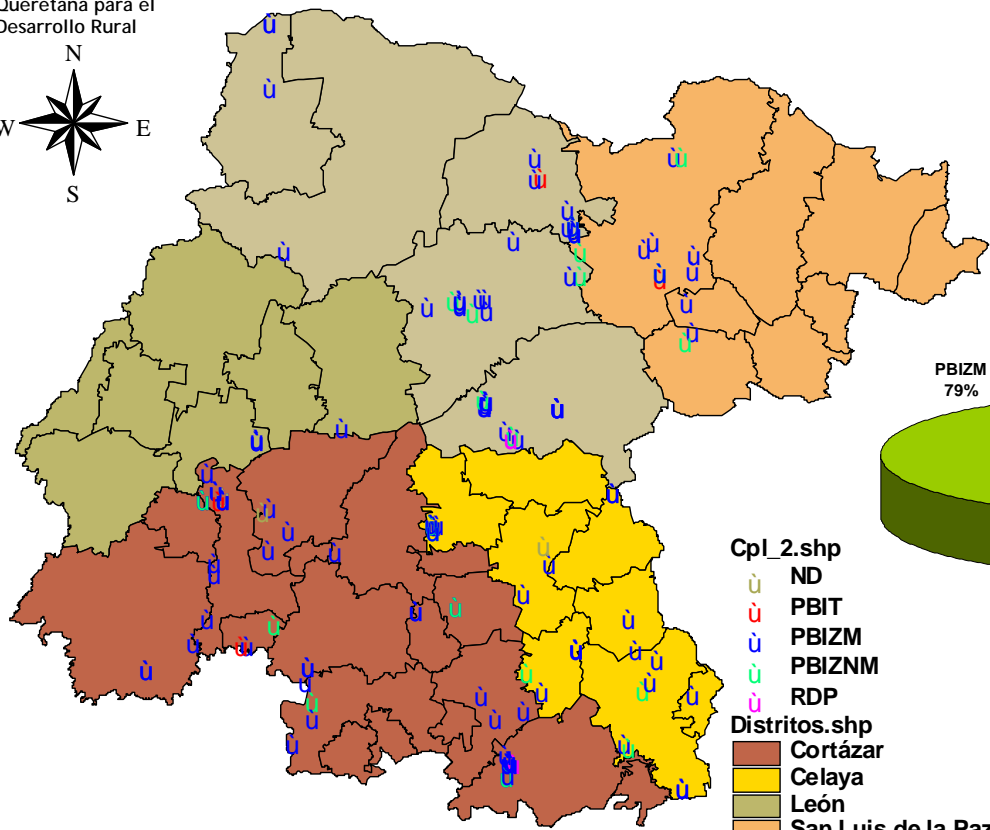 Queretana para el
Desarrollo Rural
N
W E
S
PBIZM
79%
Cpl_2.shp
ù ND
ù PBIT
ù PBIZM
ù PBIZNM
ù RDP
Distritos.shp
Cortázar
Celaya
León
San Luis de la Paz